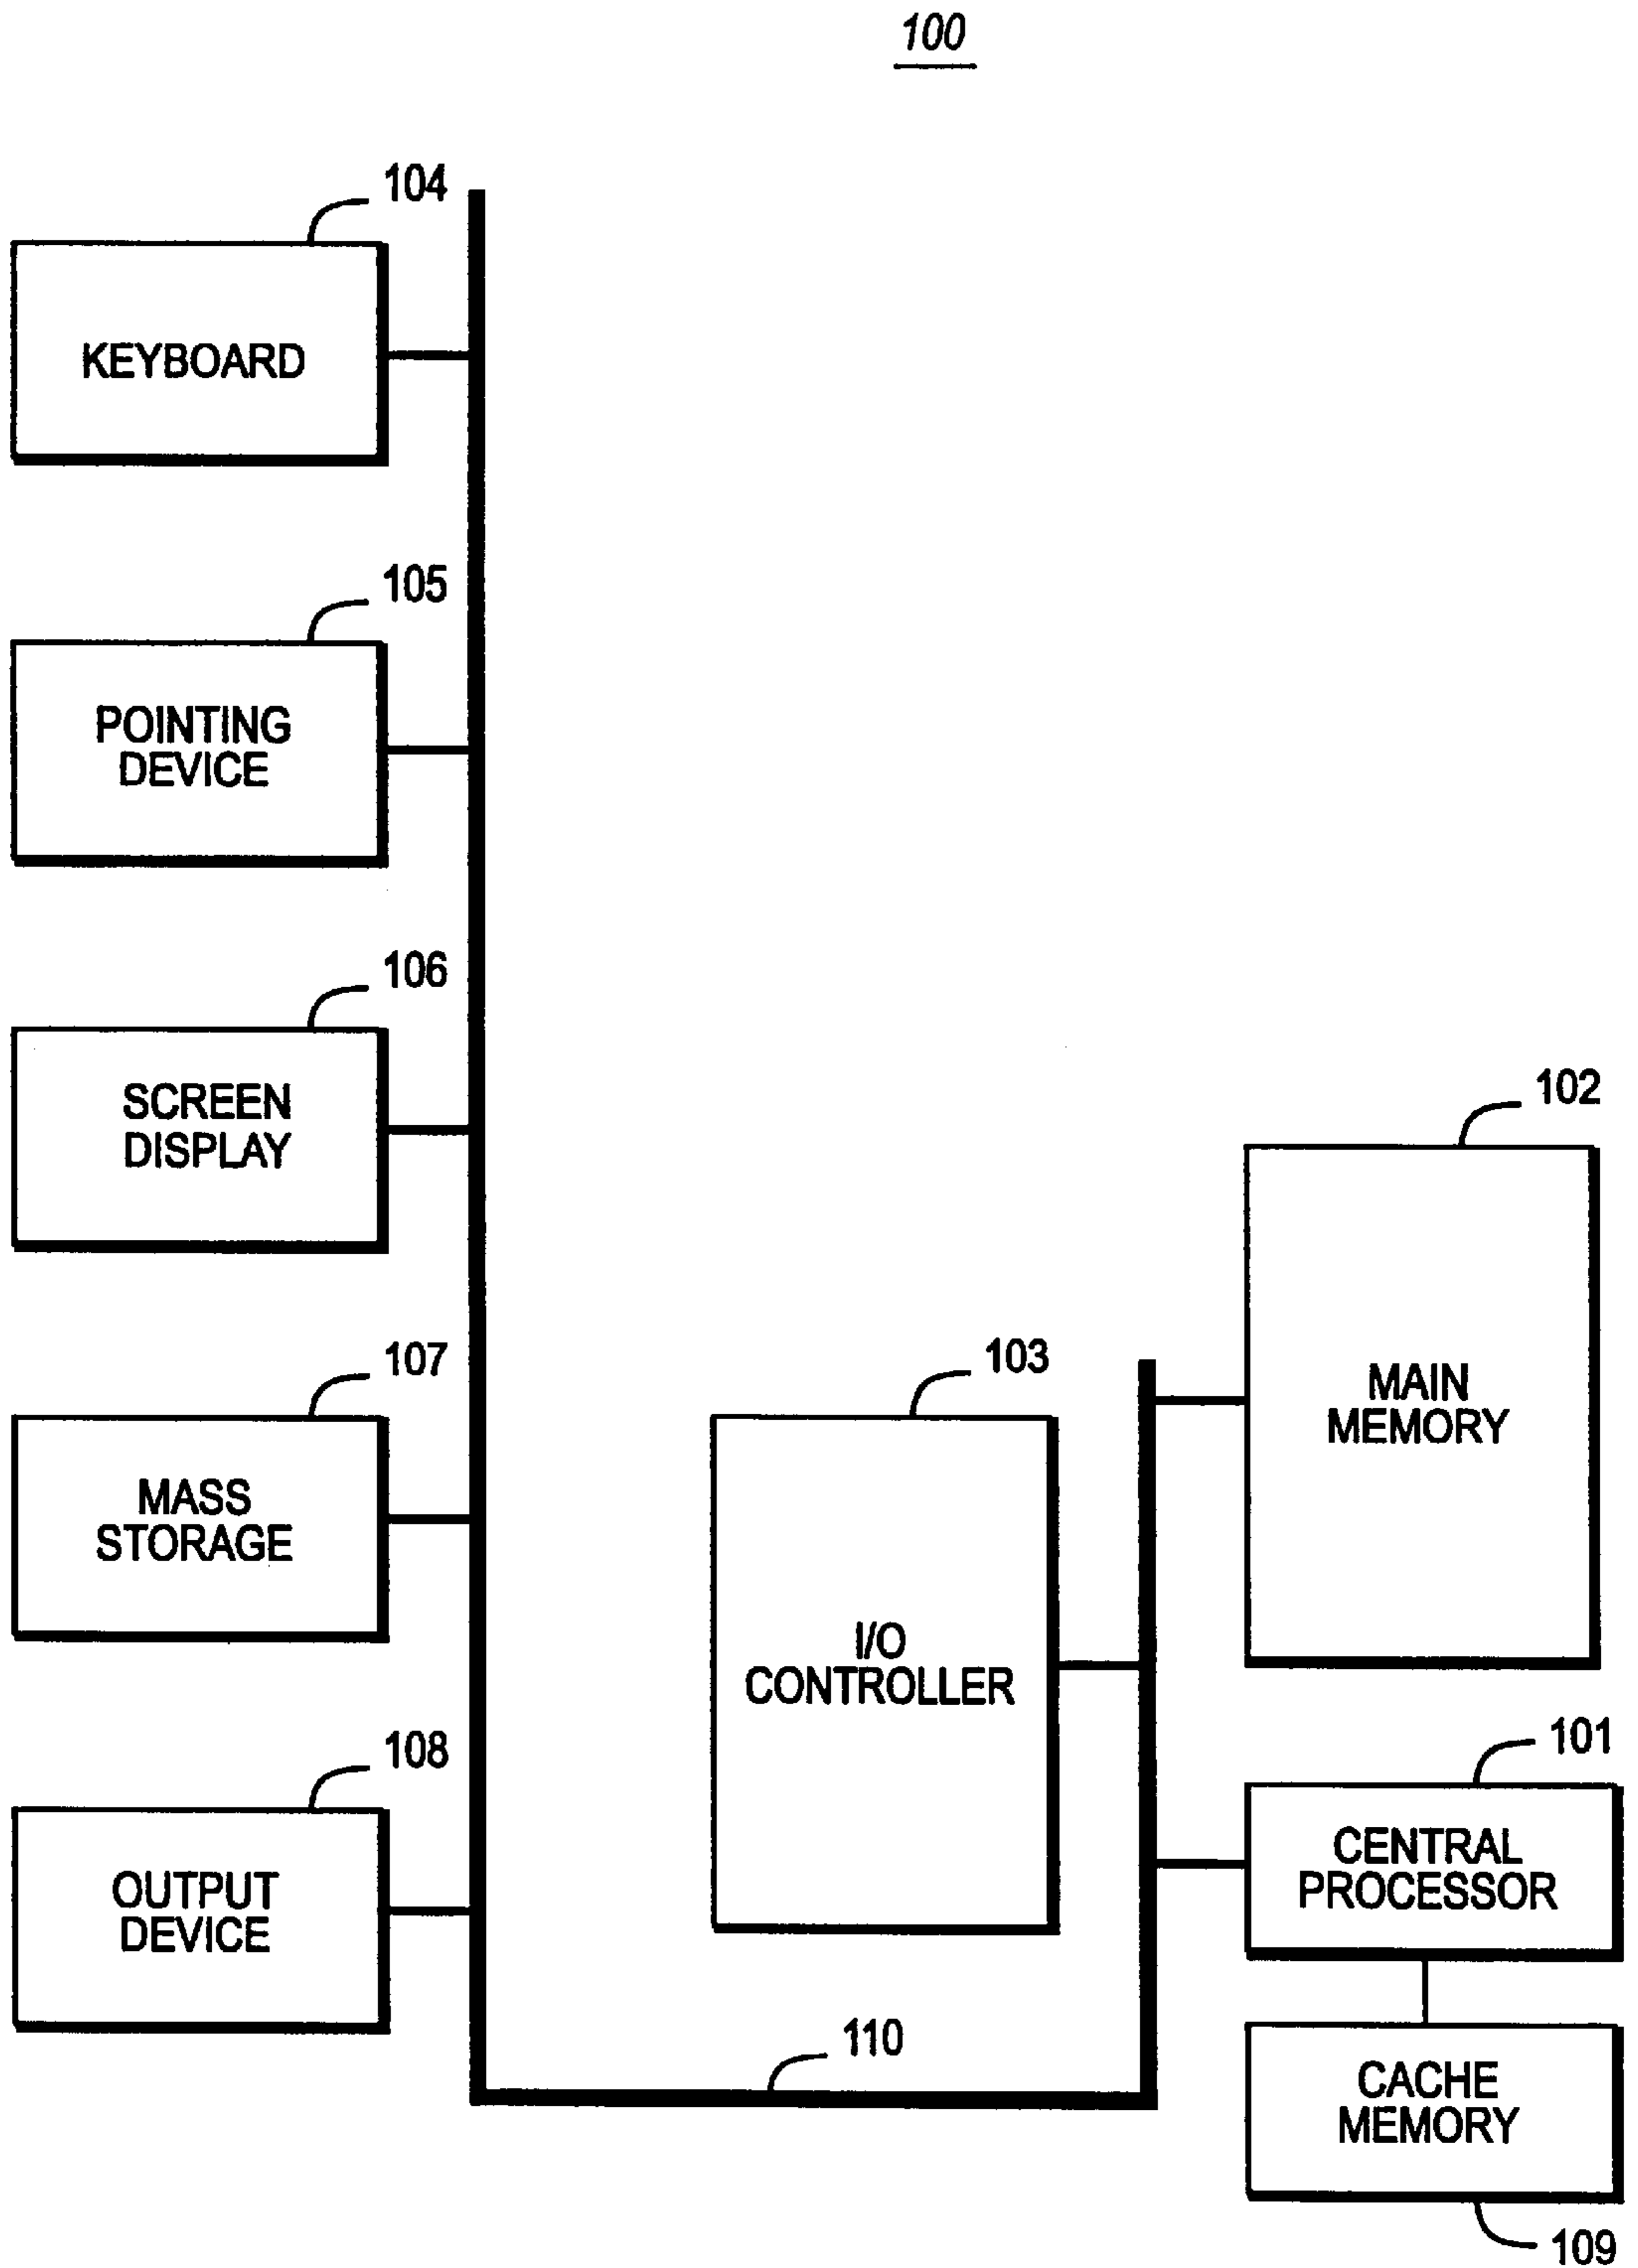 100
104
KEYBOARD
105
POINTING
DEVICE
106
SCREEN
DISPLAY
107
MASS
STORAGE
108
OUTPUT
DEVICE
103
I/O
CONTROLLER
102
MAIN
MEMORY
101
CENTRAL
PROCESSOR
110
CACHE
MEMORY
109